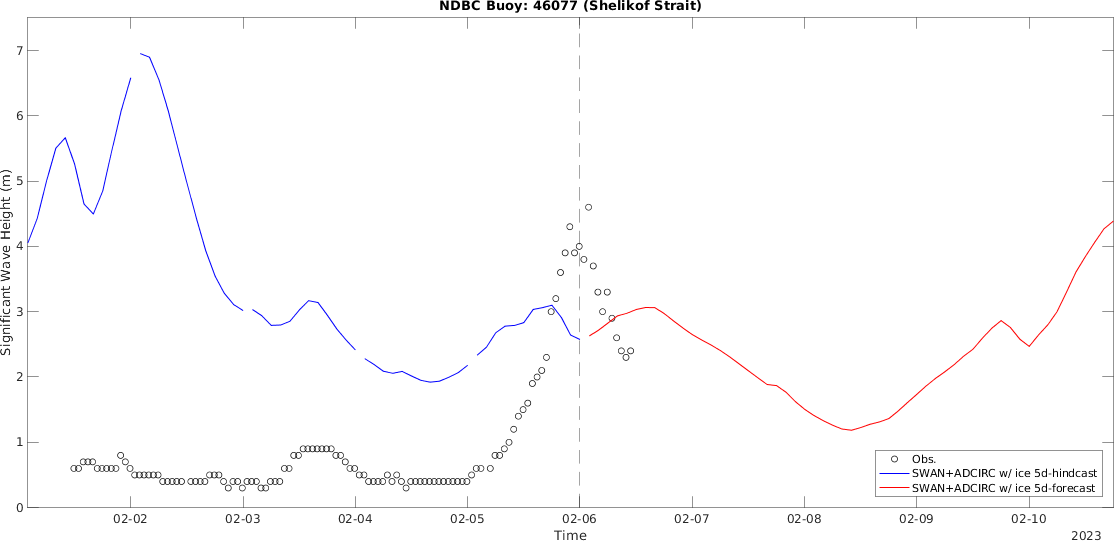 NDBC Buoy: 46077 (Shelikof Strait)
Significant Wave Height (m)
7
6
5
4
3
2
1
0
Obs.
SWAN+ADCIRC w/ ice 5d-hindcast
SWAN+ADCIRC w/ ice 5d-forecast
02-02 02-03 02-04 02-05 02-06 02-07 02-08 02-09 02-10
Time
2023